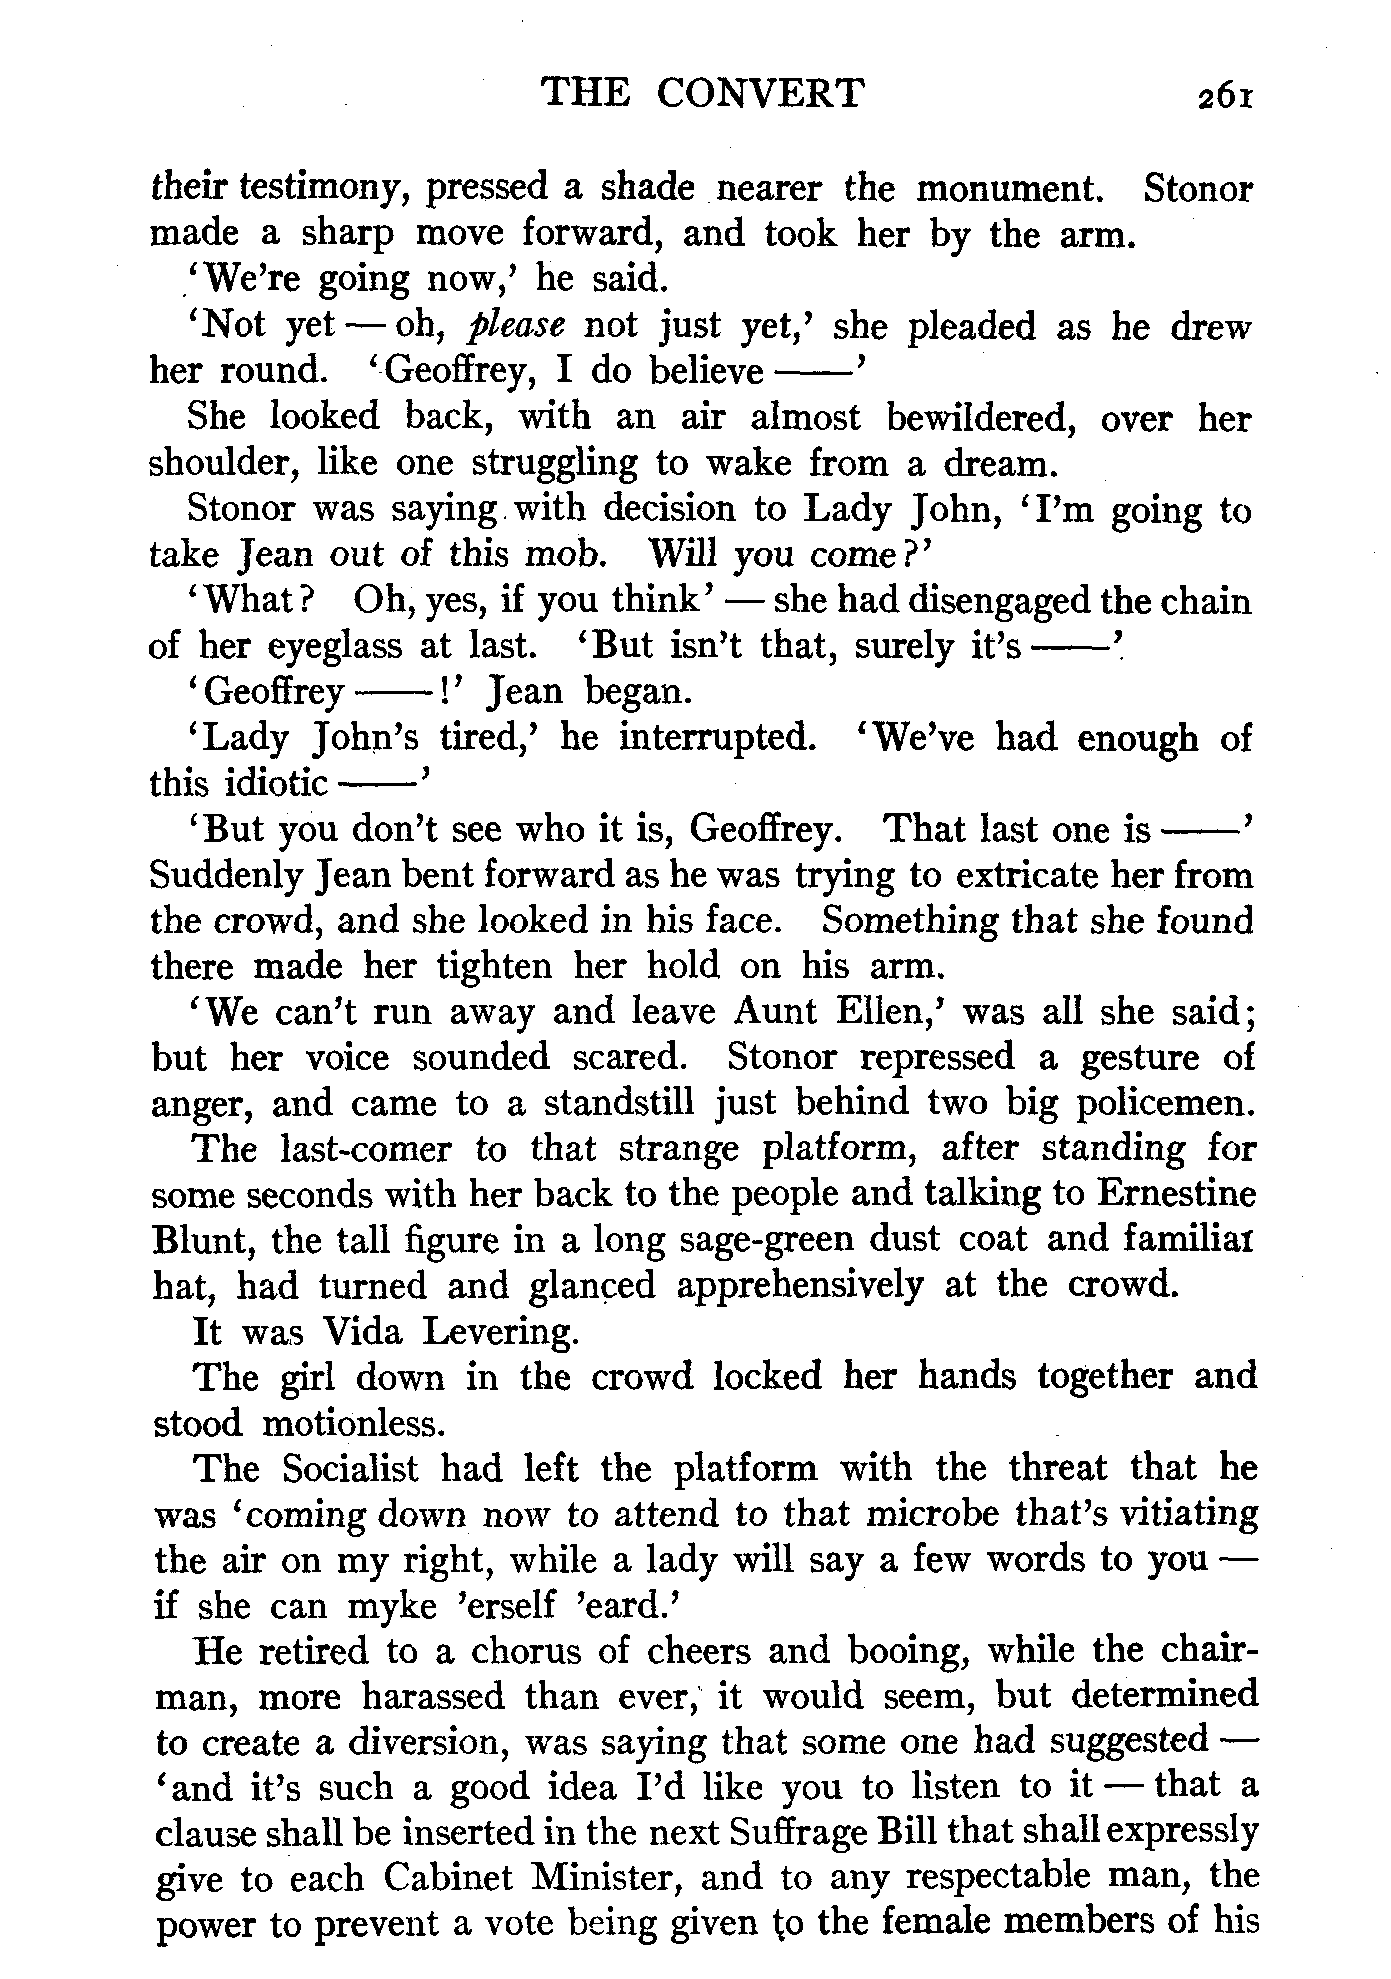 THE CONVERT 261
their testimony, pressed a shade nearer the monument. Stonor
made a sharp move forward, and took her by the arm.
‘We're going now,’ he said.
‘Not yet — oh, please not just yet,’ she pleaded as he drew
her round. ‘Geoffrey, I do believe ——’
She looked back, with an air almost bewildered, over her
shoulder, like one struggling to wake from a dream.
Stonor was saying with decision to Lady John, ‘I'm going to
take Jean out of this mob. Will you come?’
‘What? Oh, yes, if you think’ — she had disengaged the chain
of her eyeglass at last. ‘But isn't that, surely it's ——’
‘Geoffrey ——!’ Jean began.
‘Lady John's tired,’ he interrupted. ‘We've had enough of
this idiotic ——’
‘But you don't see who it is, Geoffrey. That last one is ——’
Suddenly Jean bent forward as he was trying to extricate her from
the crowd, and she looked in his face. Something that she found
there made her tighten her hold on his arm.
‘We can't run away and leave Aunt Ellen,’ was all she said;
but her voice sounded scared. Stonor repressed a gesture of
anger, and came to a standstill just behind two big policemen.
The last-comer to that strange platform, after standing for
some seconds with her back to the people and talking to Ernestine
Blunt, the tall figure in a long sage-green dust coat and familiar
hat, had turned and glanced apprehensively at the crowd.
It was Vida Levering.
The girl down in the crowd locked her hands together and
stood motionless.
The Socialist had left the platform with the threat that he
was ‘coming down now to attend to that microbe that's vitiating
the air on my right, while a lady will say a few words to you —
if she can myke 'erself 'eard.’
He retired to a chorus of cheers and booing, while the chair-
man, more harassed than ever, it would seem, but determined
to create a diversion, was saying that some one had suggested —
‘and it's such a good idea I'd like you to listen to it — that a
clause shall be inserted in the next Suffrage Bill that shall expressly
give to each Cabinet Minister, and to any respectable man, the
power to prevent a vote being given to the female members of his